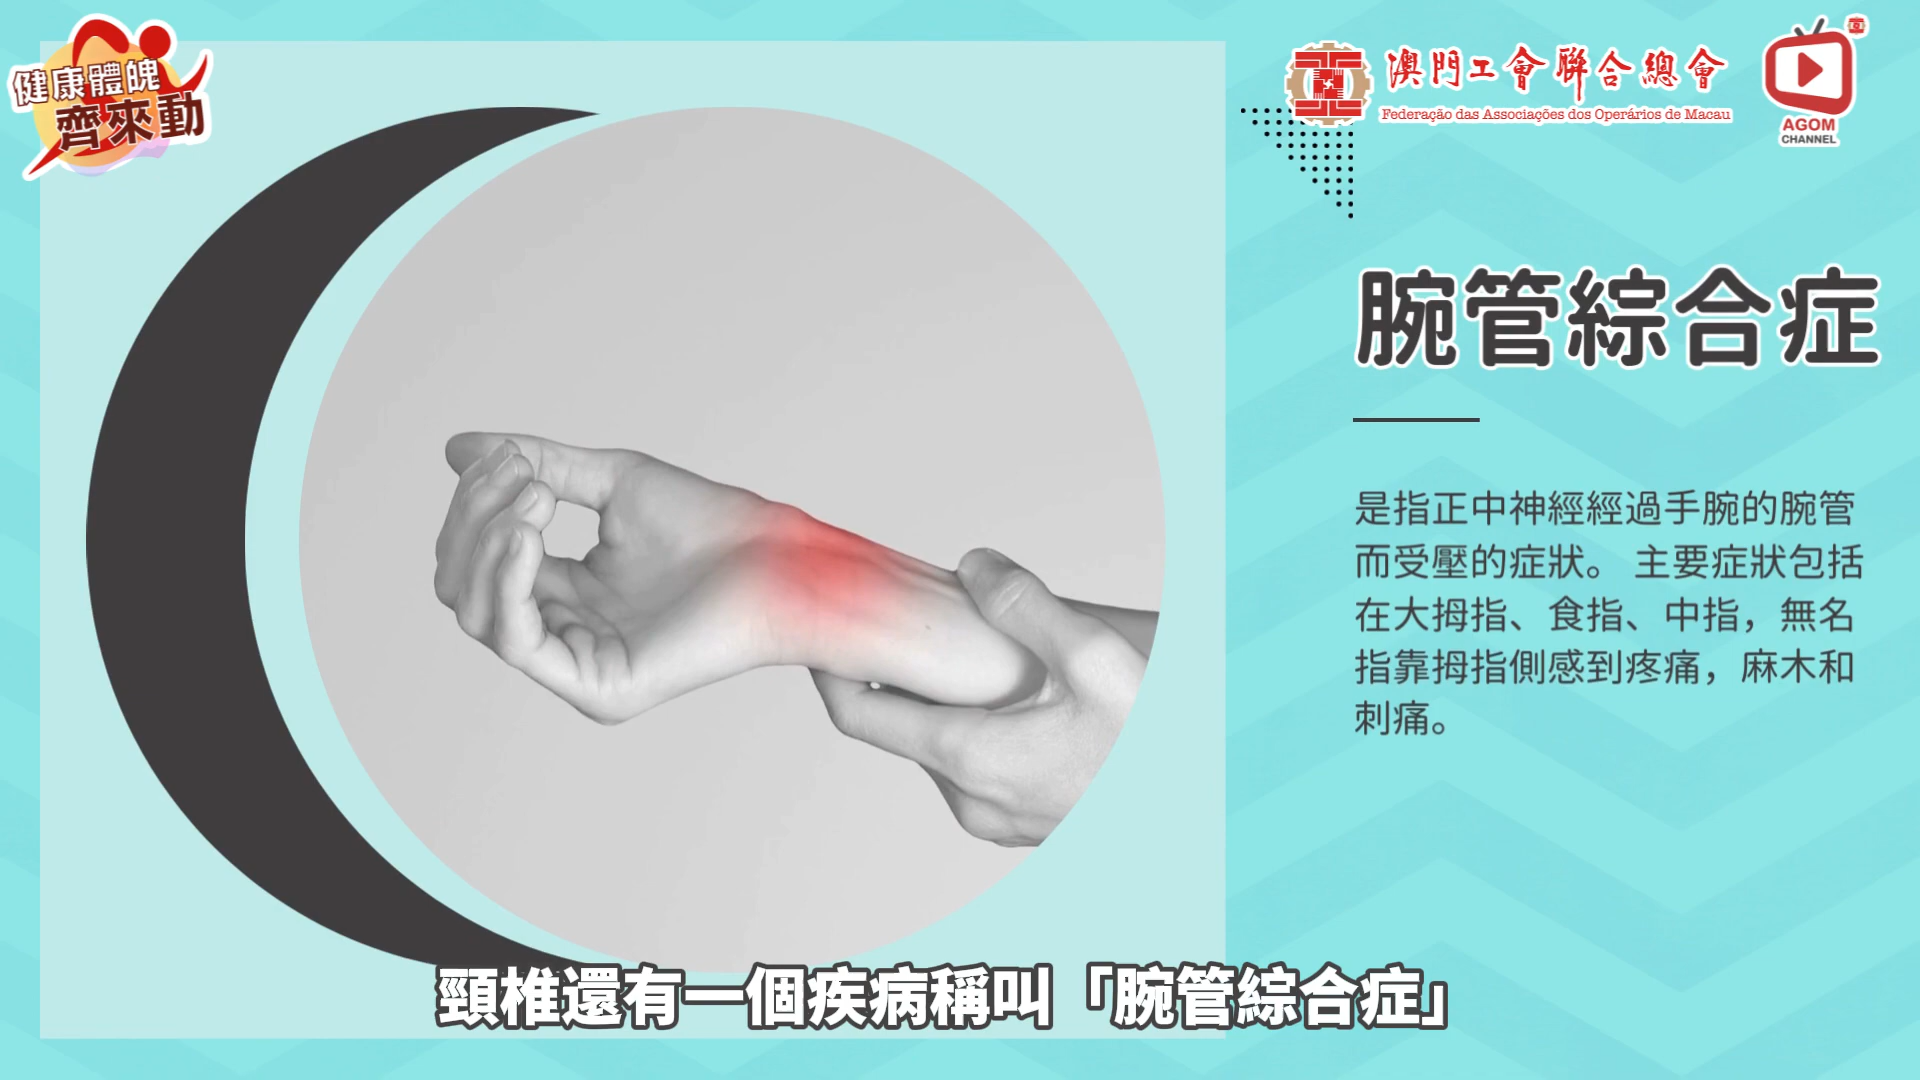 健康體魄
齊來動
澳門工會聯合總會
Federação das Associações dos Operários de Macau
AGOM
CHANNEL
腕管綜合症
是指正中神經經過手腕的腕管
而受壓的症狀。 主要症狀包括
在大拇指、食指、中指，無名
指靠拇指側感到疼痛，麻木和
刺痛。
頸椎還有一個疾病稱叫「腕管綜合症」